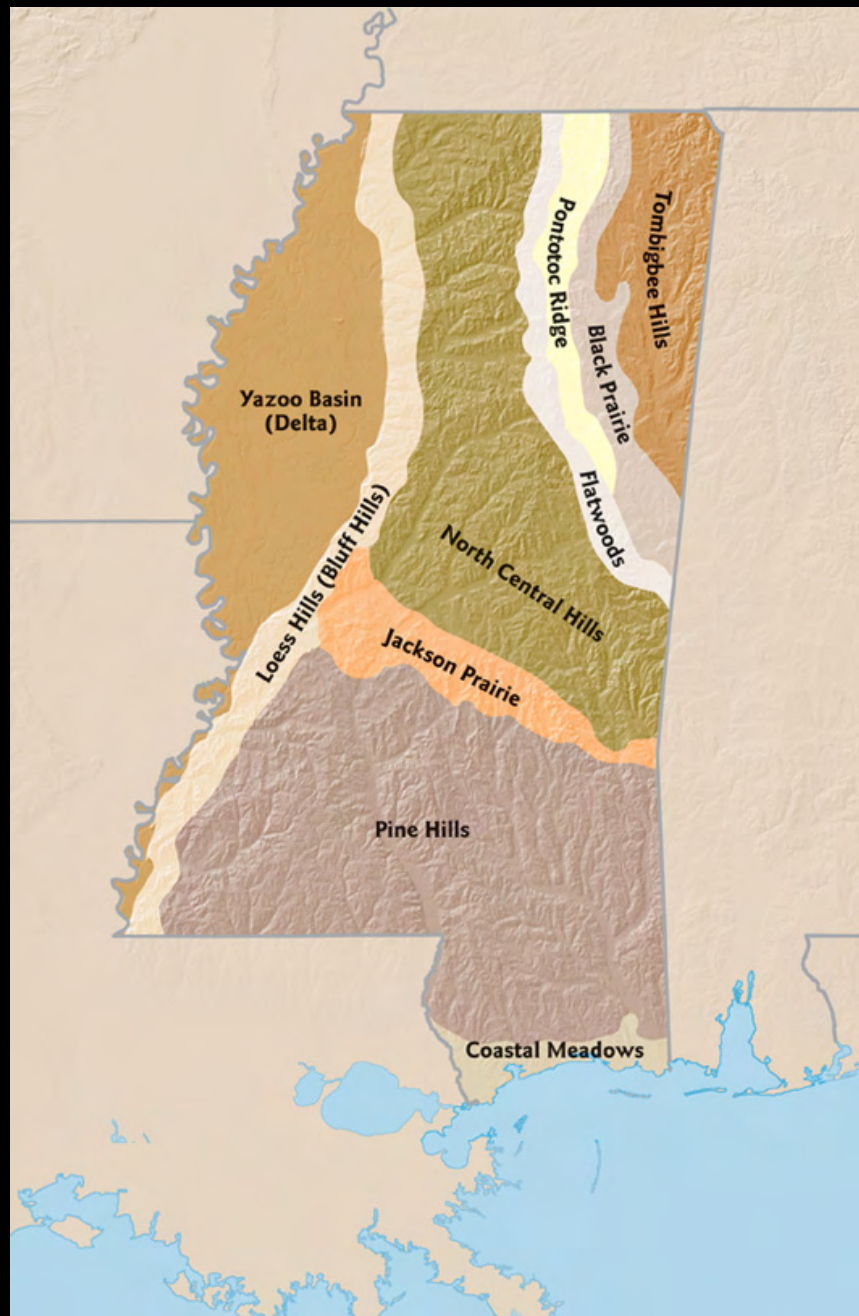 Pontotoc Ridge
Tombigbee Hills
Black Prairie
Yazoo Basin
(Delta)
Flatwoods
Loess Hills (Bluff Hills)
North Central Hills
Jackson Prairie
Pine Hills
Coastal Meadows